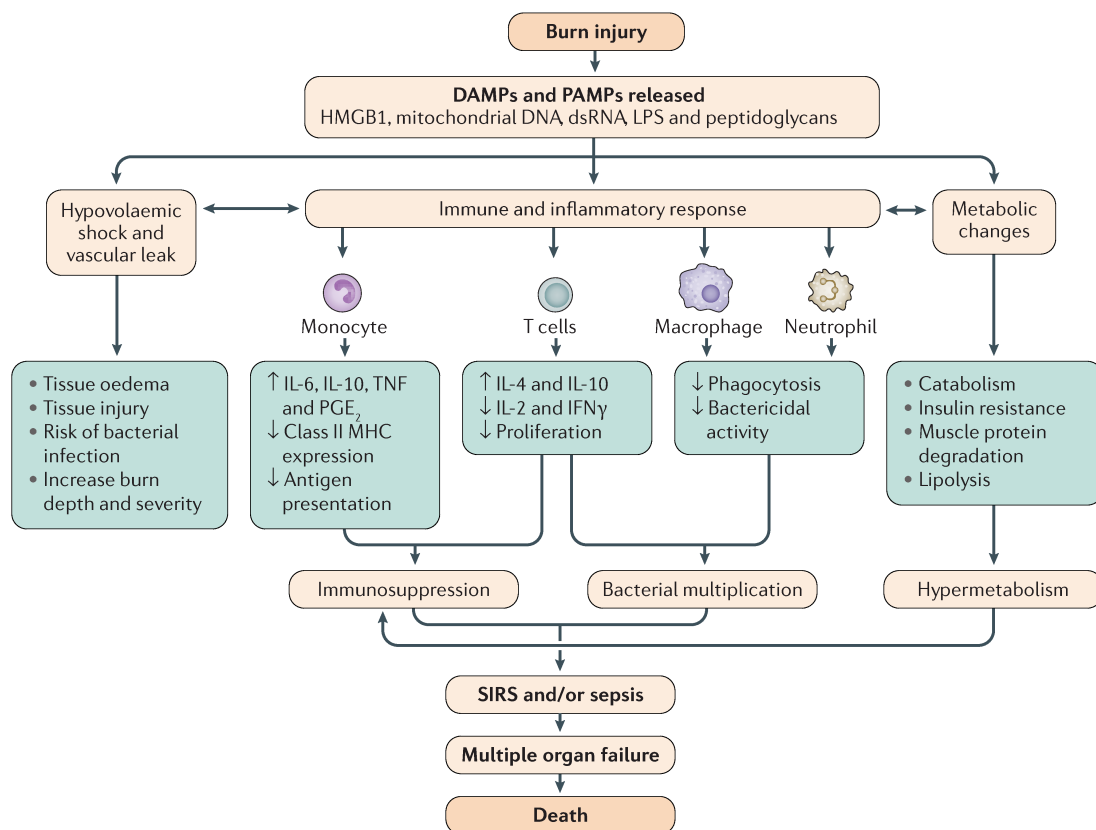 Burn injury
DAMPs and PAMPs released
HMGB1, mitochondrial DNA, dsRNA, LPS and peptidoglycans
Hypovolaemic
shock and
vascular leak
Immune and inflammatory response
Metabolic
changes
Monocyte
T cells
Macrophage
Neutrophil
• Tissue oedema
• Tissue injury
• Risk of bacterial
infection
• Increase burn
depth and severity
↑ IL-6, IL-10, TNF
and PGE₂
↓ Class II MHC
expression
↓ Antigen
presentation
↑ IL-4 and IL-10
↓ IL-2 and IFNγ
↓ Proliferation
↓ Phagocytosis
↓ Bactericidal
activity
• Catabolism
• Insulin resistance
• Muscle protein
degradation
• Lipolysis
Immunosuppression
Bacterial multiplication
Hypermetabolism
SIRS and/or sepsis
Multiple organ failure
Death